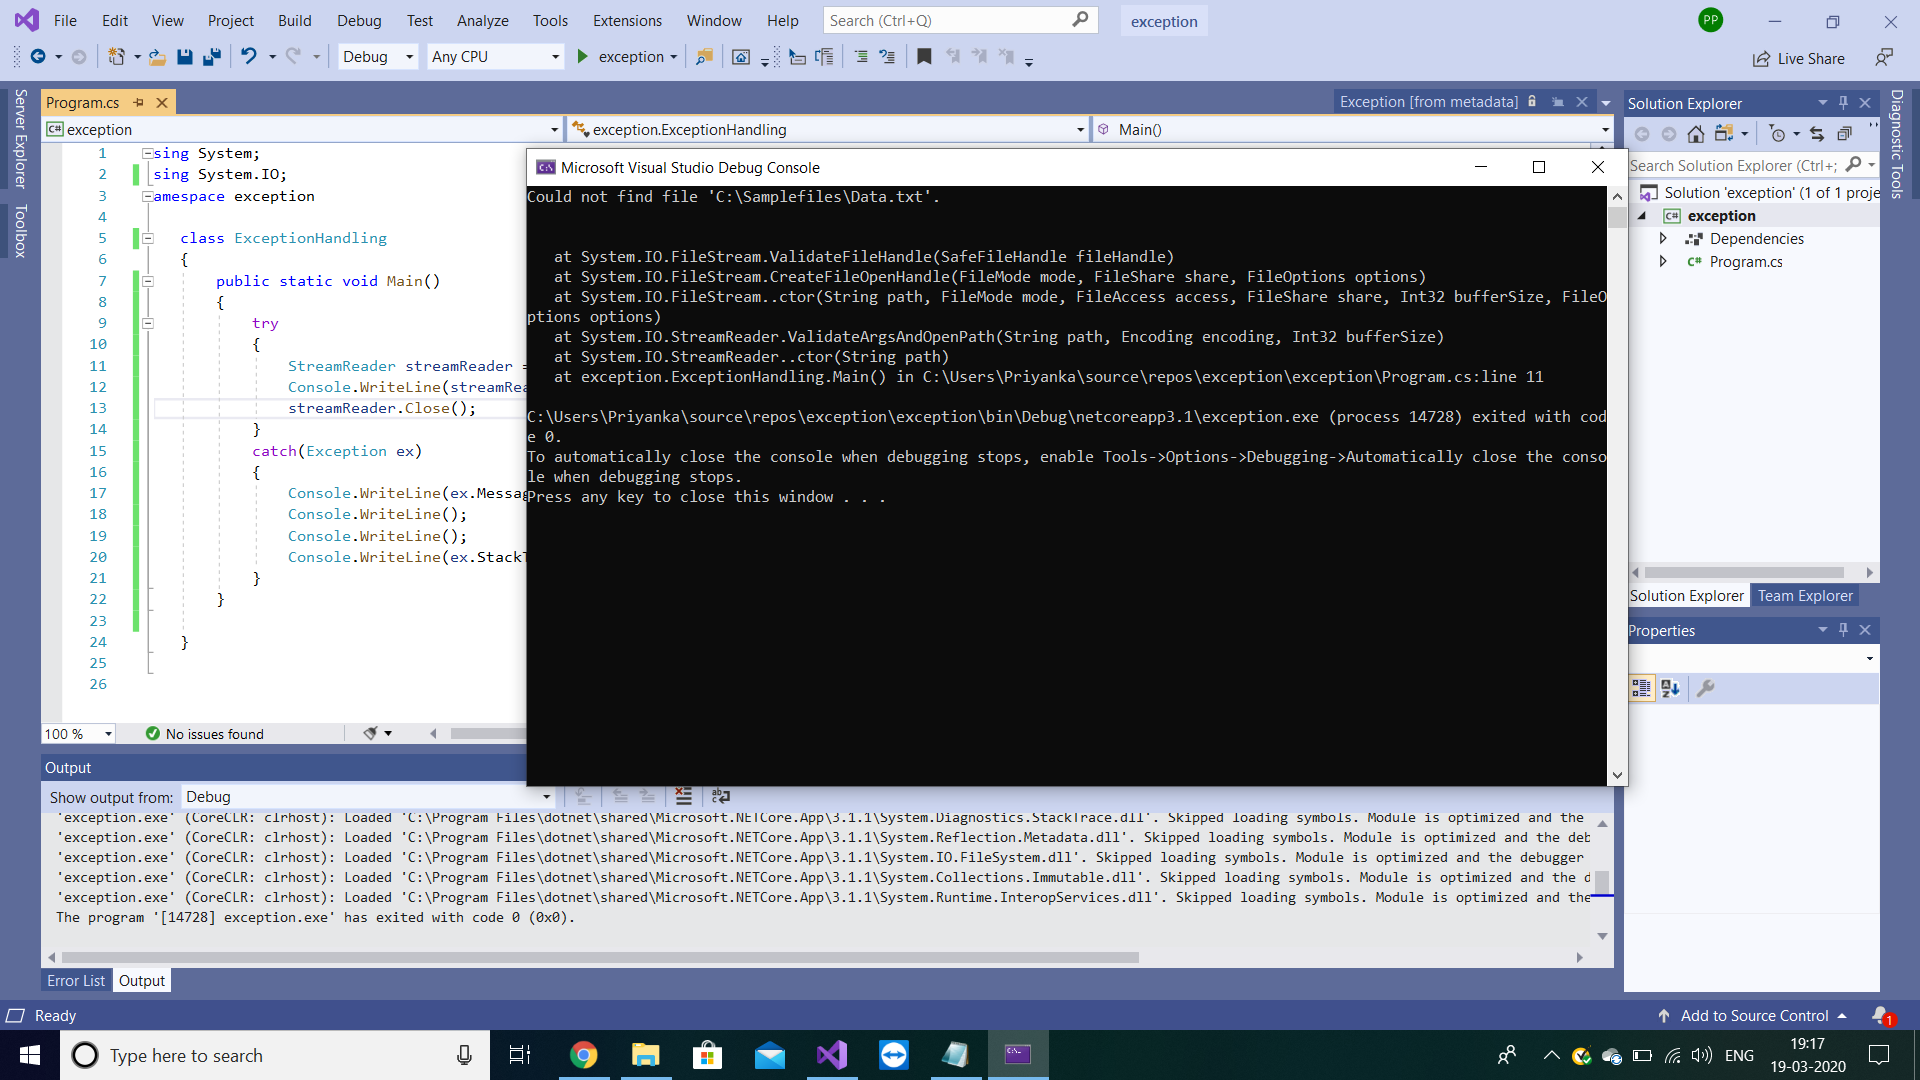 File Edit View Project Build Debug Test Analyze Tools Extensions Window Help Search (Ctrl+Q) exception PP
Debug Any CPU exception Live Share
Server Explorer
Toolbox
Program.cs
Exception [from metadata]
exception exception.ExceptionHandling Main()
1 sing System;
2 sing System.IO;
3 amespace exception
4
5 class ExceptionHandling
6 {
7 public static void Main()
8 {
9 try
10 {
11 StreamReader streamReader =
12 Console.WriteLine(streamRea
13 streamReader.Close();
14 }
15 catch(Exception ex)
16 {
17 Console.WriteLine(ex.Messag
18 Console.WriteLine();
19 Console.WriteLine();
20 Console.WriteLine(ex.StackT
21 }
22 }
23
24 }
25
26
100 % No issues found
Microsoft Visual Studio Debug Console
Could not find file 'C:\Samplefiles\Data.txt'.
at System.IO.FileStream.ValidateFileHandle(SafeFileHandle fileHandle)
at System.IO.FileStream.CreateFileOpenHandle(FileMode mode, FileShare share, FileOptions options)
at System.IO.FileStream..ctor(String path, FileMode mode, FileAccess access, FileShare share, Int32 bufferSize, FileO
ptions options)
at System.IO.StreamReader.ValidateArgsAndOpenPath(String path, Encoding encoding, Int32 bufferSize)
at System.IO.StreamReader..ctor(String path)
at exception.ExceptionHandling.Main() in C:\Users\Priyanka\source\repos\exception\exception\Program.cs:line 11
C:\Users\Priyanka\source\repos\exception\exception\bin\Debug\netcoreapp3.1\exception.exe (process 14728) exited with cod
e 0.
To automatically close the console when debugging stops, enable Tools->Options->Debugging->Automatically close the conso
le when debugging stops.
Press any key to close this window . . .
Solution Explorer
Search Solution Explorer (Ctrl+;
Solution 'exception' (1 of 1 proje
exception
Dependencies
Program.cs
Solution Explorer Team Explorer
Properties
Diagnostic Tools
Output
Show output from: Debug
'exception.exe' (CoreCLR: clrhost): Loaded 'C:\Program Files\dotnet\shared\Microsoft.NETCore.App\3.1.1\System.Diagnostics.StackTrace.dll'. Skipped loading symbols. Module is optimized and the
'exception.exe' (CoreCLR: clrhost): Loaded 'C:\Program Files\dotnet\shared\Microsoft.NETCore.App\3.1.1\System.Reflection.Metadata.dll'. Skipped loading symbols. Module is optimized and the deb
'exception.exe' (CoreCLR: clrhost): Loaded 'C:\Program Files\dotnet\shared\Microsoft.NETCore.App\3.1.1\System.IO.FileSystem.dll'. Skipped loading symbols. Module is optimized and the debugger
'exception.exe' (CoreCLR: clrhost): Loaded 'C:\Program Files\dotnet\shared\Microsoft.NETCore.App\3.1.1\System.Collections.Immutable.dll'. Skipped loading symbols. Module is optimized and the d
'exception.exe' (CoreCLR: clrhost): Loaded 'C:\Program Files\dotnet\shared\Microsoft.NETCore.App\3.1.1\System.Runtime.InteropServices.dll'. Skipped loading symbols. Module is optimized and the
The program '[14728] exception.exe' has exited with code 0 (0x0).
Error List Output
Ready Add to Source Control 1
Type here to search ENG 19:17
19-03-2020